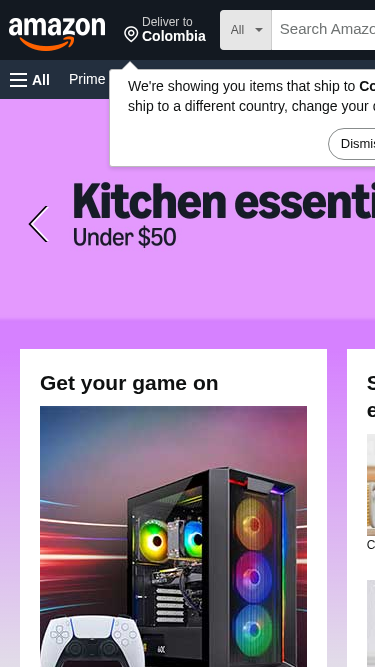 amazon
Deliver to
Colombia
All
Search Amazo
All
Prime
We're showing you items that ship to Co
ship to a different country, change your
Dismis
Kitchen essenti
Under $50
Get your game on
S
e
C